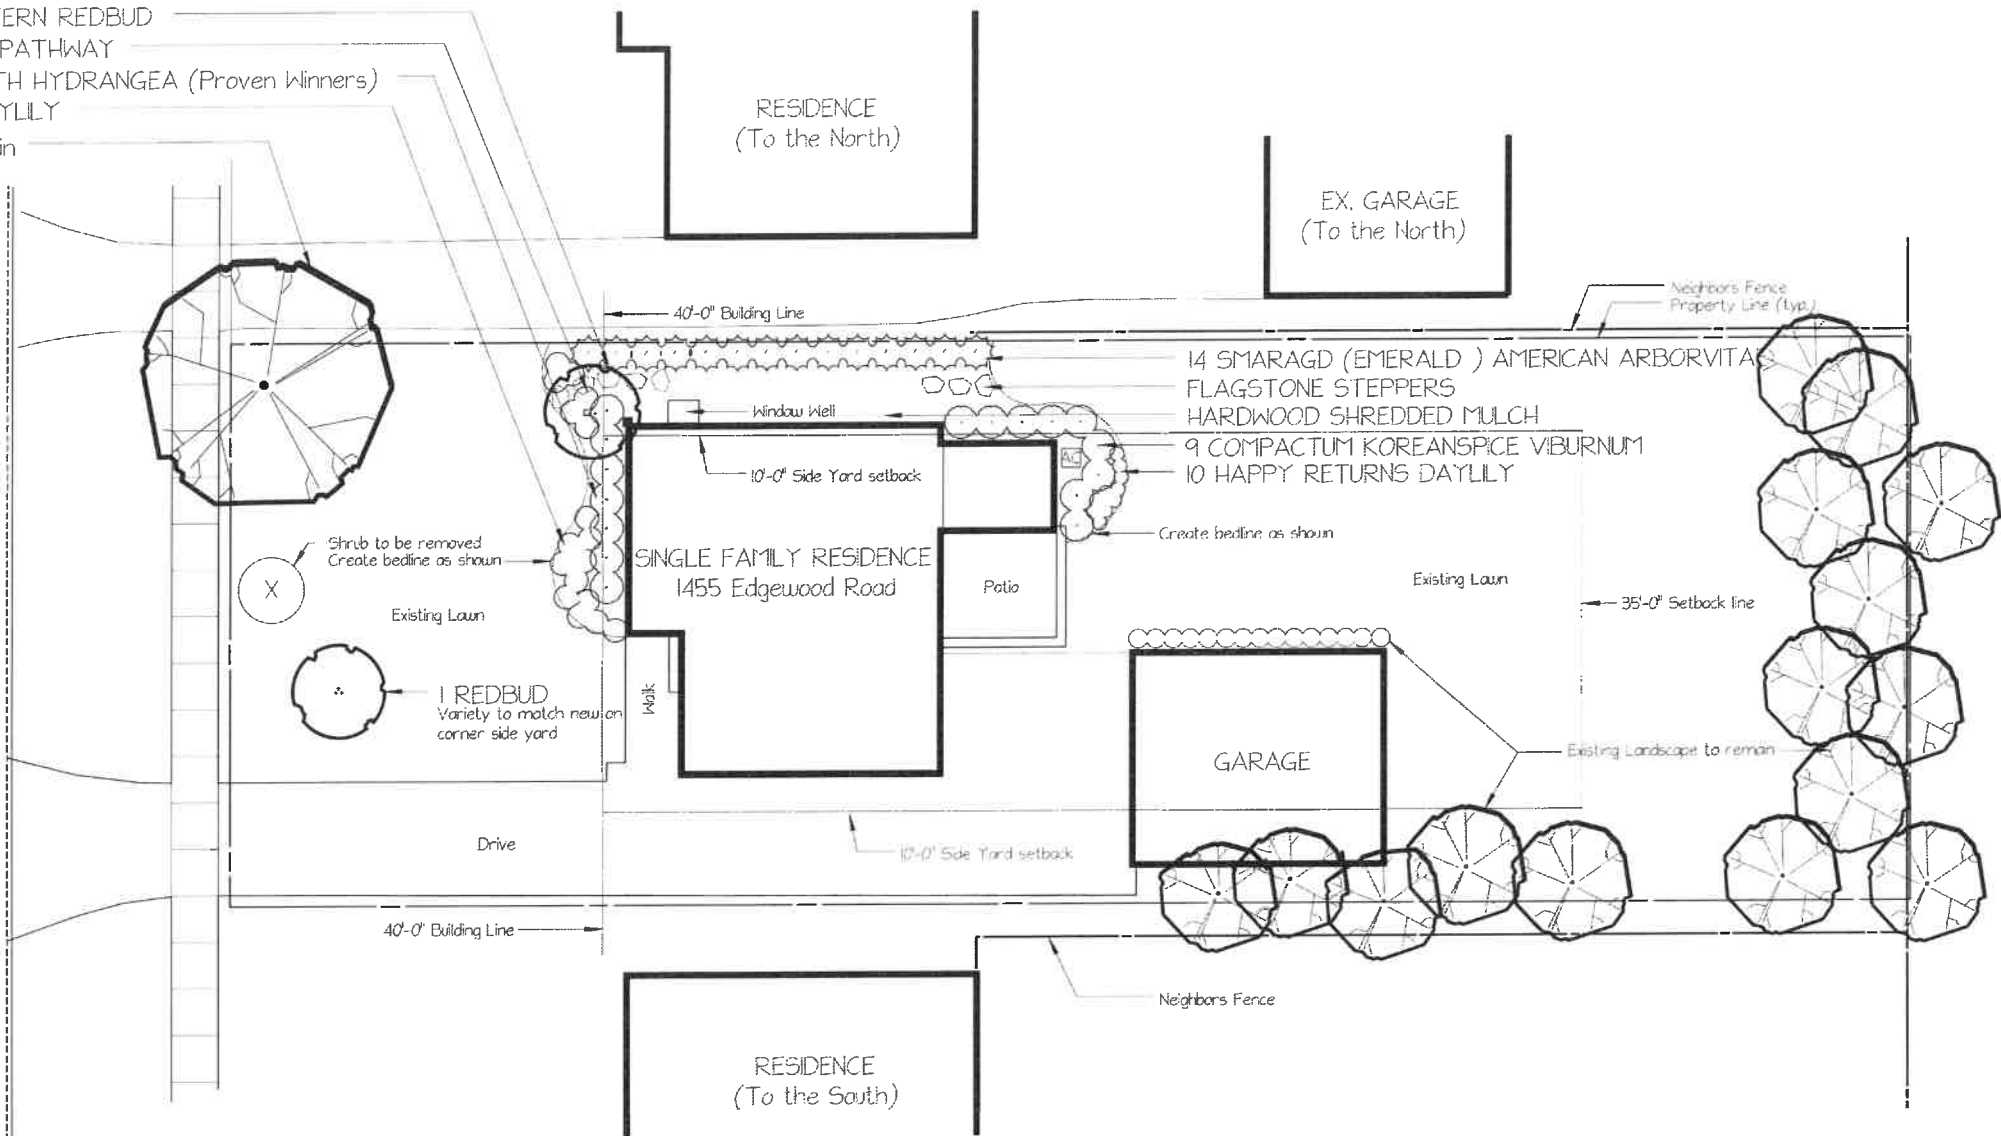 TERN REDBUD
PATHWAY
TH HYDRANGEA (Proven Winners)
YLILY
in
RESIDENCE
(To the North)
EX. GARAGE
(To the North)
Neighbors Fence
Property Line (typ.)
40'-0" Building Line
14 SMARAGD (EMERALD ) AMERICAN ARBORVITA
FLAGSTONE STEPPERS
Window Well
HARDWOOD SHREDDED MULCH
9 COMPACTUM KOREANSPICE VIBURNUM
AC
10'-0" Side Yard setback
10 HAPPY RETURNS DAYLILY
Create bedline as shown
Shrub to be removed
Create bedline as shown
X
SINGLE FAMILY RESIDENCE
1455 Edgewood Road
Patio
Existing Lawn
35'-0" Setback line
Existing Lawn
1 REDBUD
Variety to match new on
corner side yard
Walk
GARAGE
Existing Landscape to remain
Drive
10'-0" Side Yard setback
40'-0" Building Line
Neighbors Fence
RESIDENCE
(To the South)